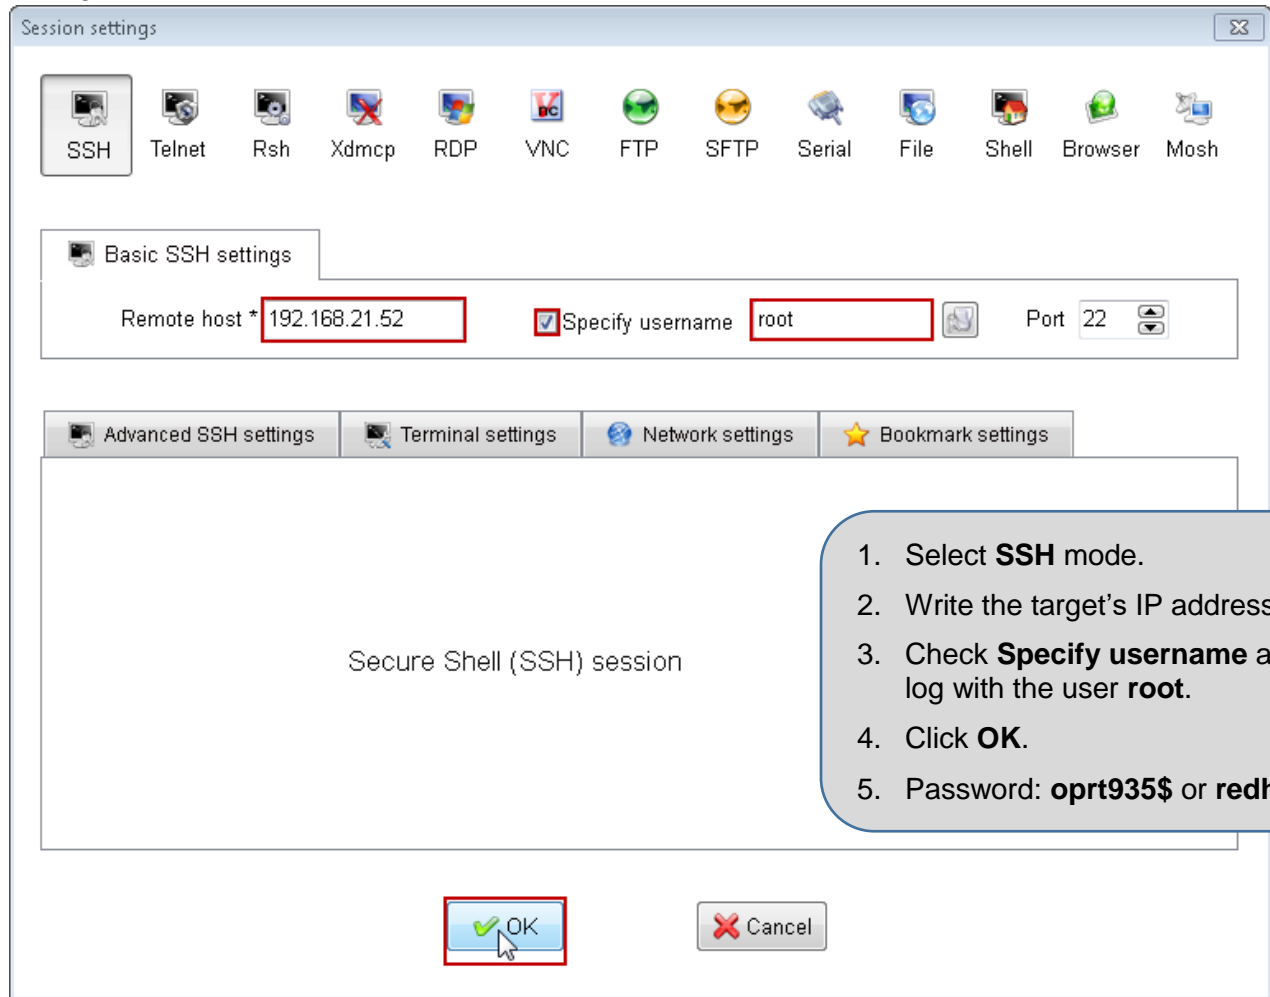 Session settings
SSH Telnet Rsh Xdmcp RDP VNC FTP SFTP Serial File Shell Browser Mosh
Basic SSH settings
Remote host * 192.168.21.52 Specify username root Port 22
Advanced SSH settings Terminal settings Network settings Bookmark settings
Secure Shell (SSH) session
1. Select SSH mode.
2. Write the target’s IP address
3. Check Specify username a
log with the user root.
4. Click OK.
5. Password: oprt935$ or redh
OK Cancel